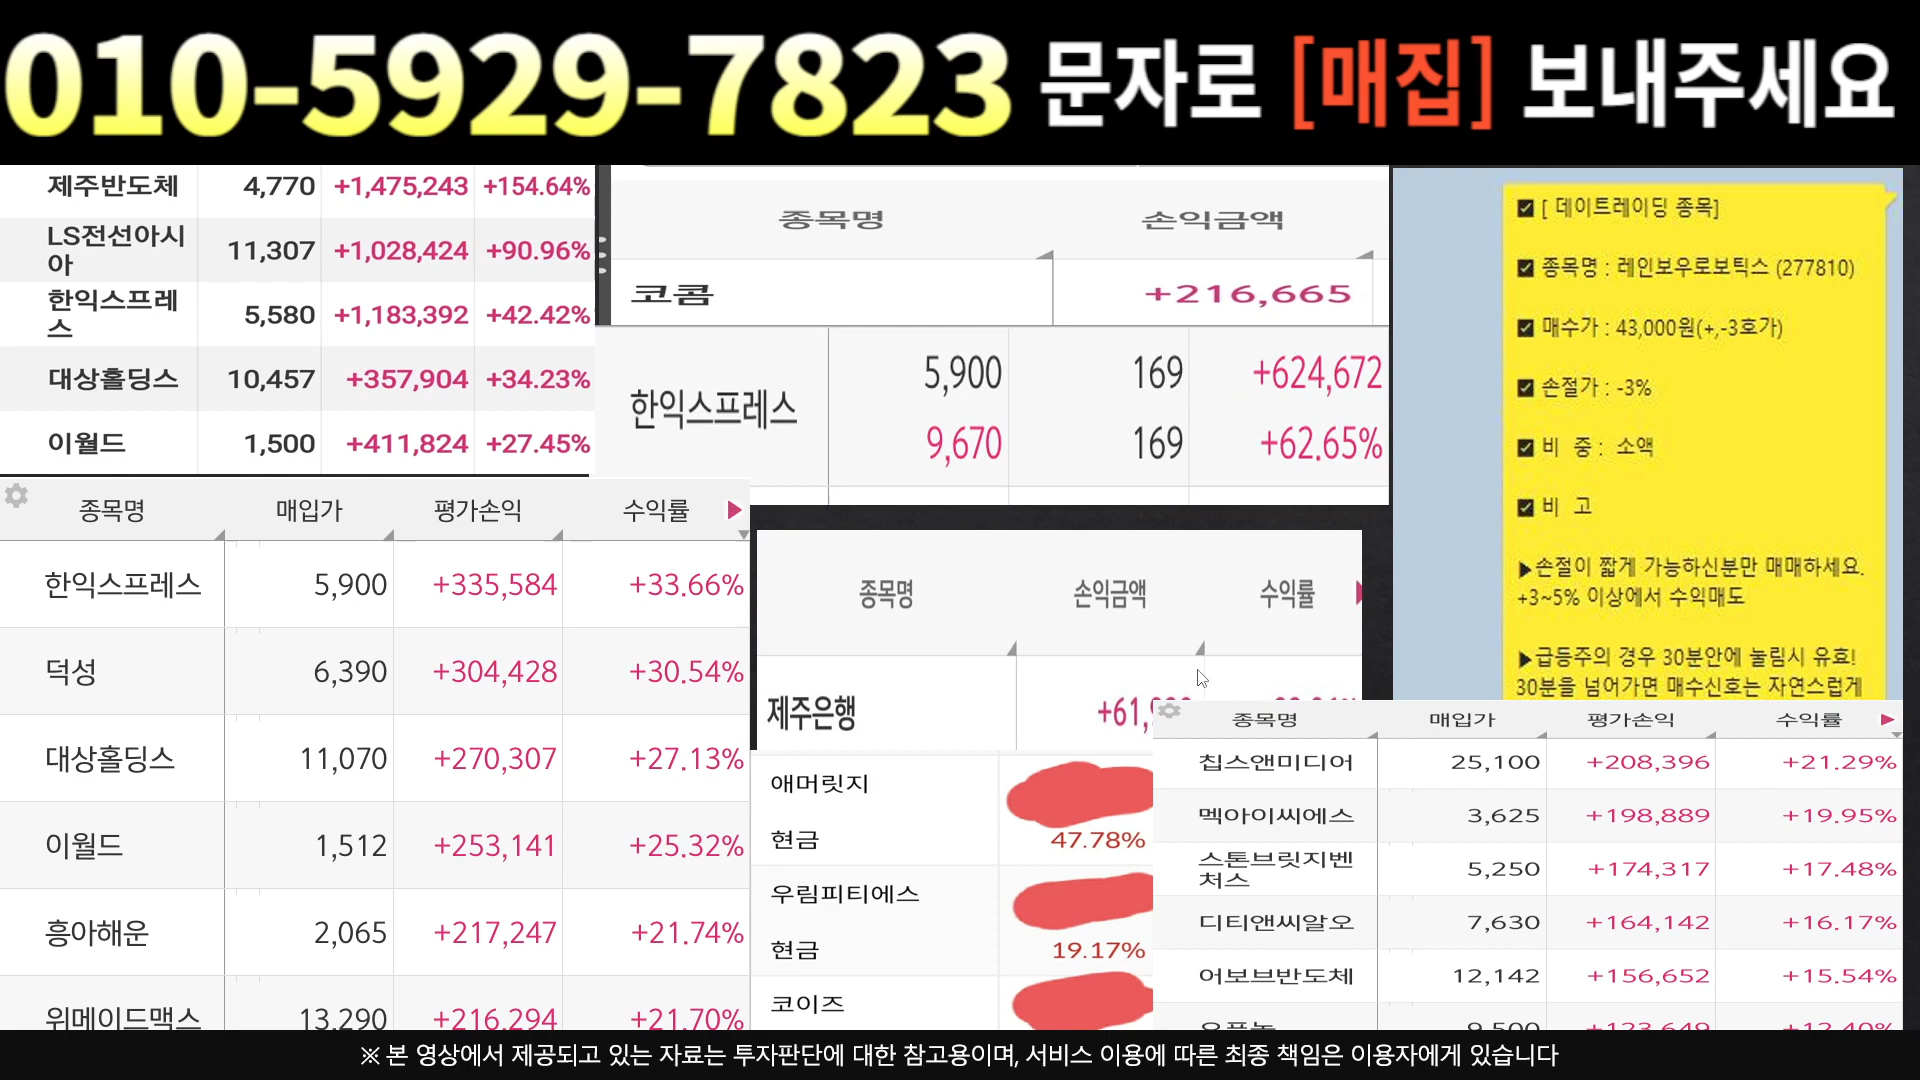 010-5929-7823 문자로 [매집] 보내주세요
제주반도체 4,770 +1,475,243 +154.64%
LS전선아시
아 11,307 +1,028,424 +90.96%
한익스프레
스 5,580 +1,183,392 +42.42%
대상홀딩스 10,457 +357,904 +34.23%
이월드 1,500 +411,824 +27.45%
종목명 손익금액
코콤 +216,665
한익스프레스
5,900 169 +624,672
9,670 169 +62.65%
☑ [ 데이트레이딩 종목]
☑ 종목명 : 레인보우로보틱스 (277810)
☑ 매수가 : 43,000원(+,-3호가)
☑ 손절가 : -3%
☑ 비 중 : 소액
☑ 비 고
▶손절이 짧게 가능하신분만 매매하세요.
+3~5% 이상에서 수익매도
▶급등주의 경우 30분안에 눌림시 유효!
30분을 넘어가면 매수신호는 자연스럽게
종목명 매입가 평가손익 수익률
한익스프레스 5,900 +335,584 +33.66%
덕성 6,390 +304,428 +30.54%
대상홀딩스 11,070 +270,307 +27.13%
이월드 1,512 +253,141 +25.32%
흥아해운 2,065 +217,247 +21.74%
위메이드맥스 13,290 +216,294 +21.70%
종목명 손익금액 수익률
제주은행 +61,
애머릿지
현금 47.78%
우림피티에스
현금 19.17%
코이즈
종목명 매입가 평가손익 수익률
칩스앤미디어 25,100 +208,396 +21.29%
멕아이씨에스 3,625 +198,889 +19.95%
스톤브릿지벤
처스 5,250 +174,317 +17.48%
디티앤씨알오 7,630 +164,142 +16.17%
어보브반도체 12,142 +156,652 +15.54%
※ 본 영상에서 제공되고 있는 자료는 투자판단에 대한 참고용이며, 서비스 이용에 따른 최종 책임은 이용자에게 있습니다